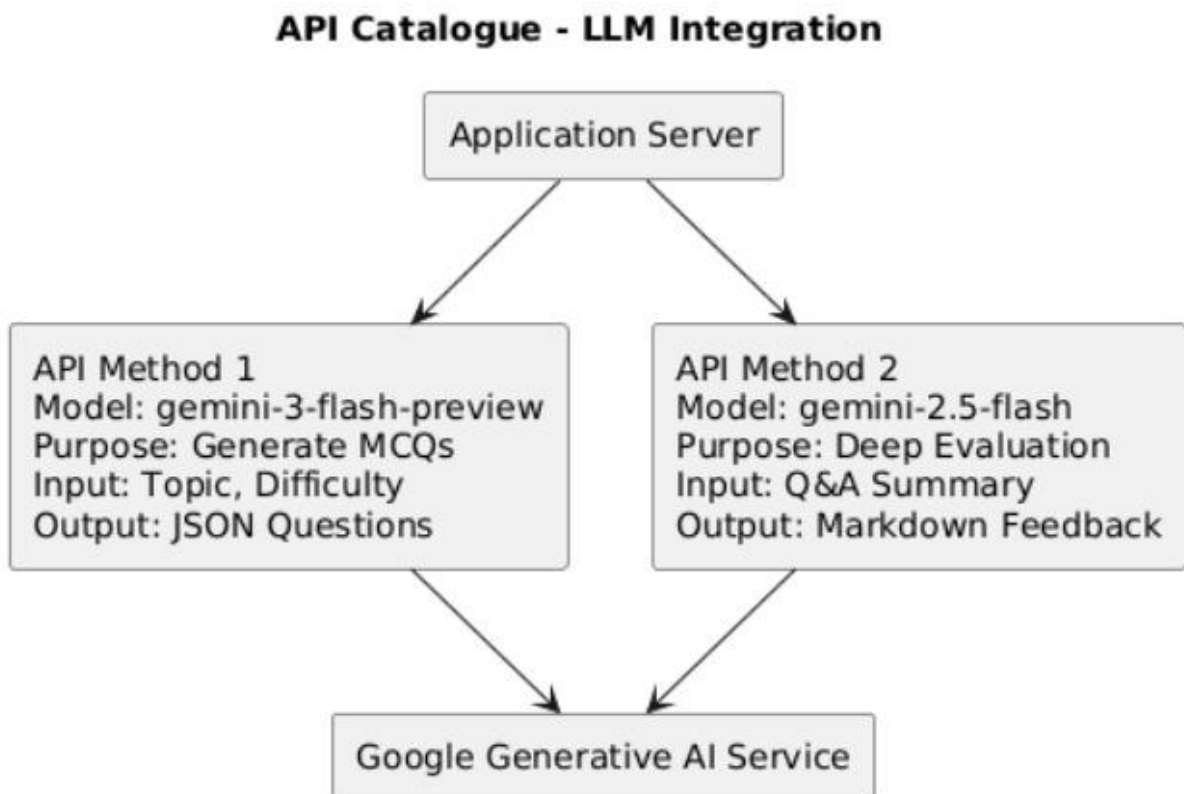 API Catalogue - LLM Integration
Application Server
API Method 1
Model: gemini-3-flash-preview
Purpose: Generate MCQs
Input: Topic, Difficulty
Output: JSON Questions
API Method 2
Model: gemini-2.5-flash
Purpose: Deep Evaluation
Input: Q&A Summary
Output: Markdown Feedback
Google Generative AI Service